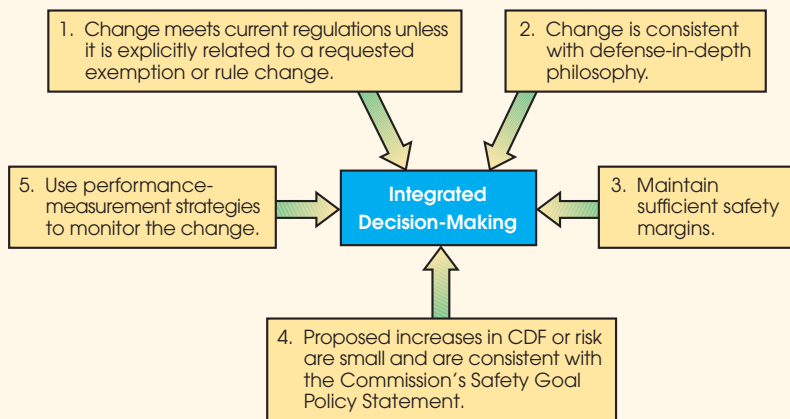 1. Change meets current regulations unless
it is explicitly related to a requested
exemption or rule change.
2. Change is consistent
with defense-in-depth
philosophy.
5. Use performance-
measurement strategies
to monitor the change.
Integrated
Decision-Making
3. Maintain
sufficient safety
margins.
4. Proposed increases in CDF or risk
are small and are consistent with
the Commission’s Safety Goal
Policy Statement.